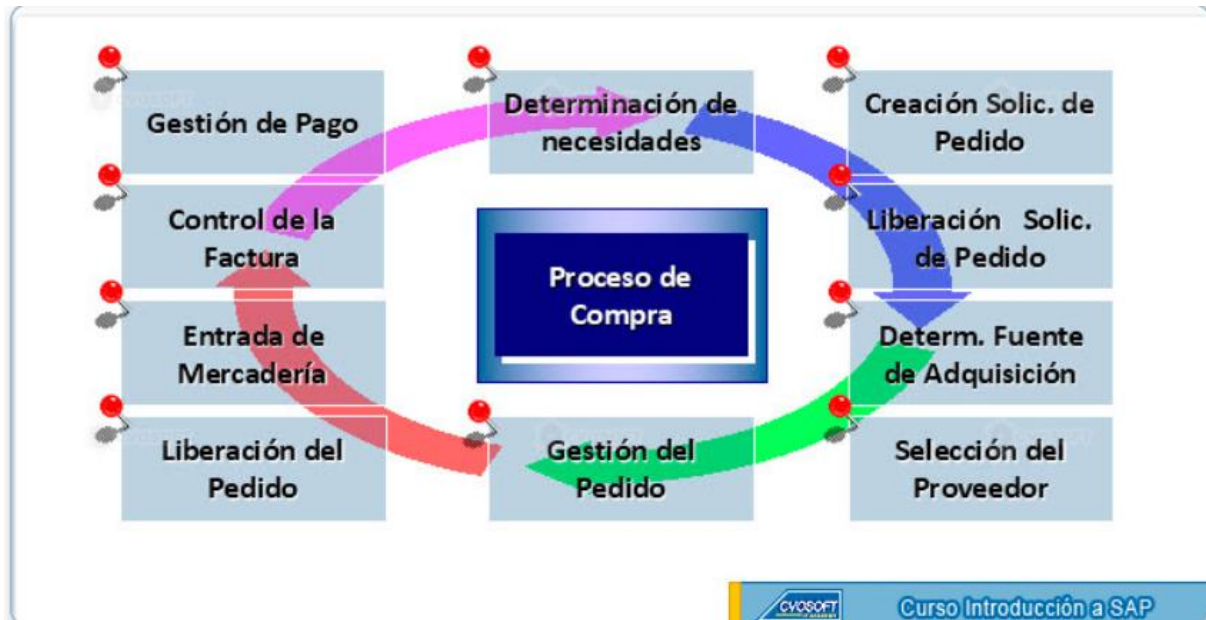 Gestión de Pago
Determinación de
necesidades
Creación Solic. de
Pedido
Control de la
Factura
Liberación Solic.
de Pedido
Proceso de
Compra
Entrada de
Mercadería
Determ. Fuente
de Adquisición
Liberación del
Pedido
Gestión del
Pedido
Selección del
Proveedor
CVOSOFT
Curso Introducción a SAP